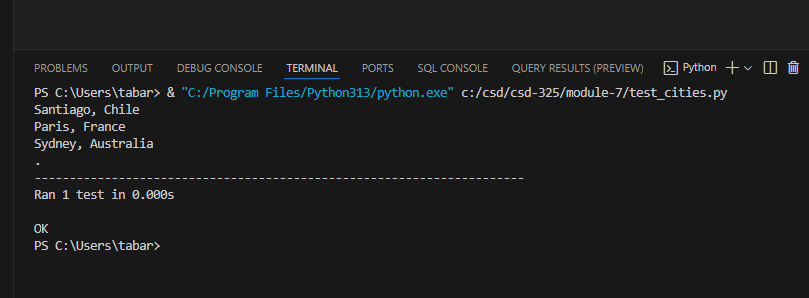 PROBLEMS OUTPUT DEBUG CONSOLE TERMINAL PORTS SQL CONSOLE QUERY RESULTS (PREVIEW) Python
PS C:\Users\tabar> & "C:/Program Files/Python313/python.exe" c:/csd/csd-325/module-7/test_cities.py
Santiago, Chile
Paris, France
Sydney, Australia
.
----------------------------------------------------------------------
Ran 1 test in 0.000s
OK
PS C:\Users\tabar>